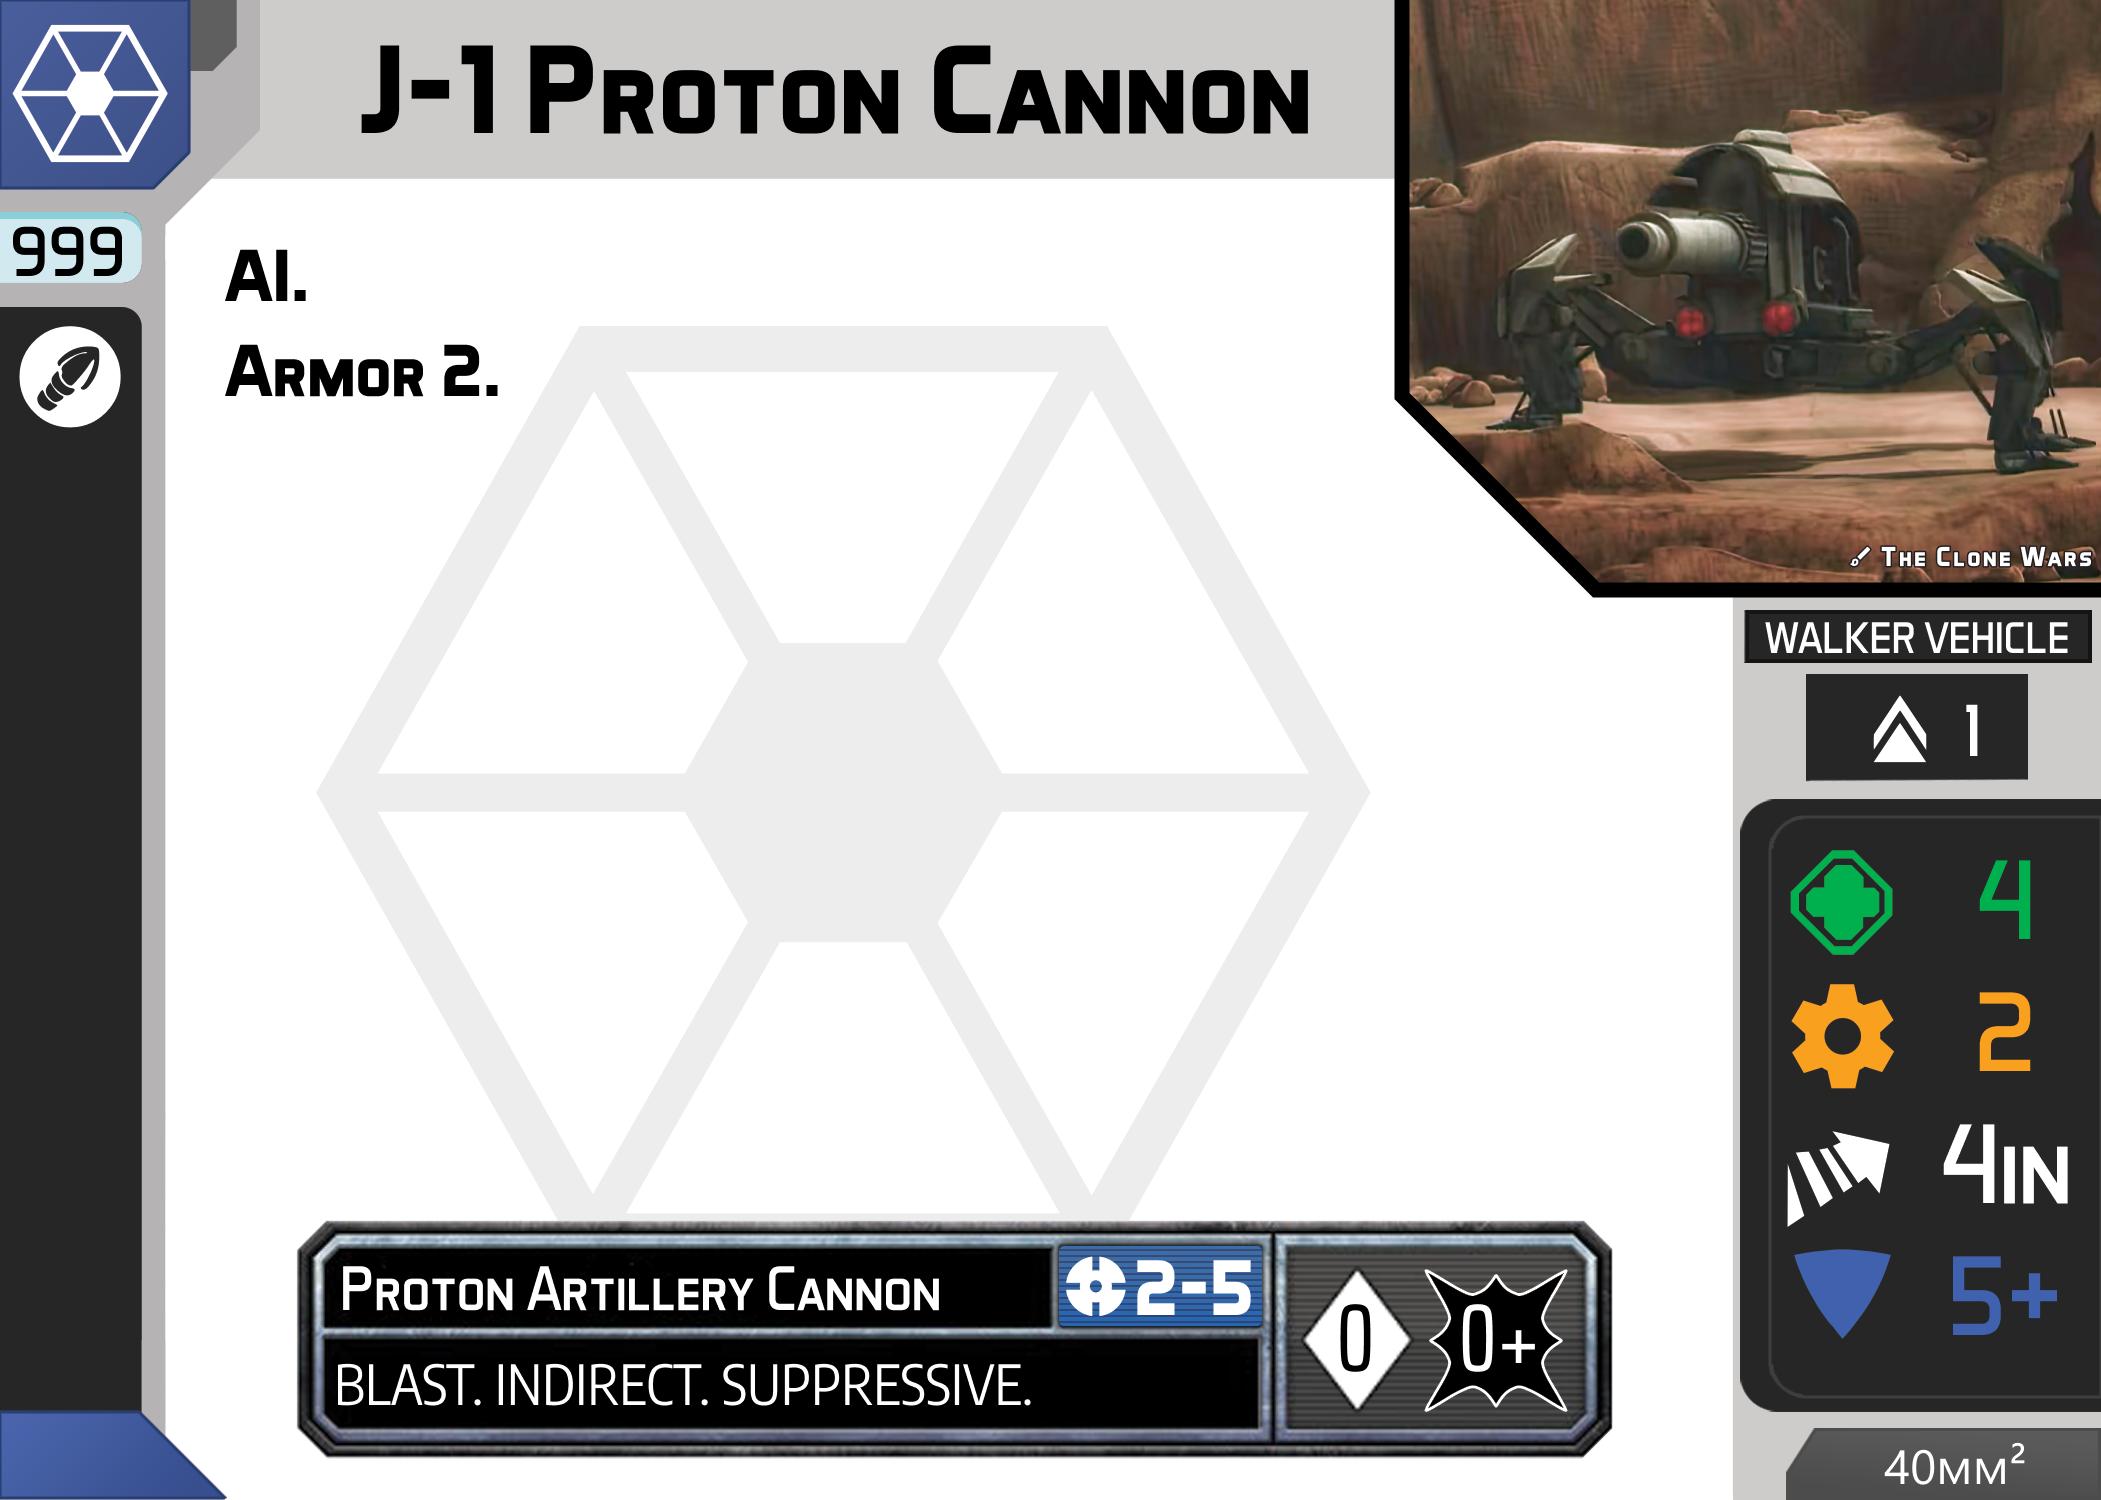 J-1 Proton Cannon
999
AI.
Armor 2.
The Clone Wars
WALKER VEHICLE
1
4
2
4in
5+
Proton Artillery Cannon
2-5
0
0+
BLAST. INDIRECT. SUPPRESSIVE.
40mm²